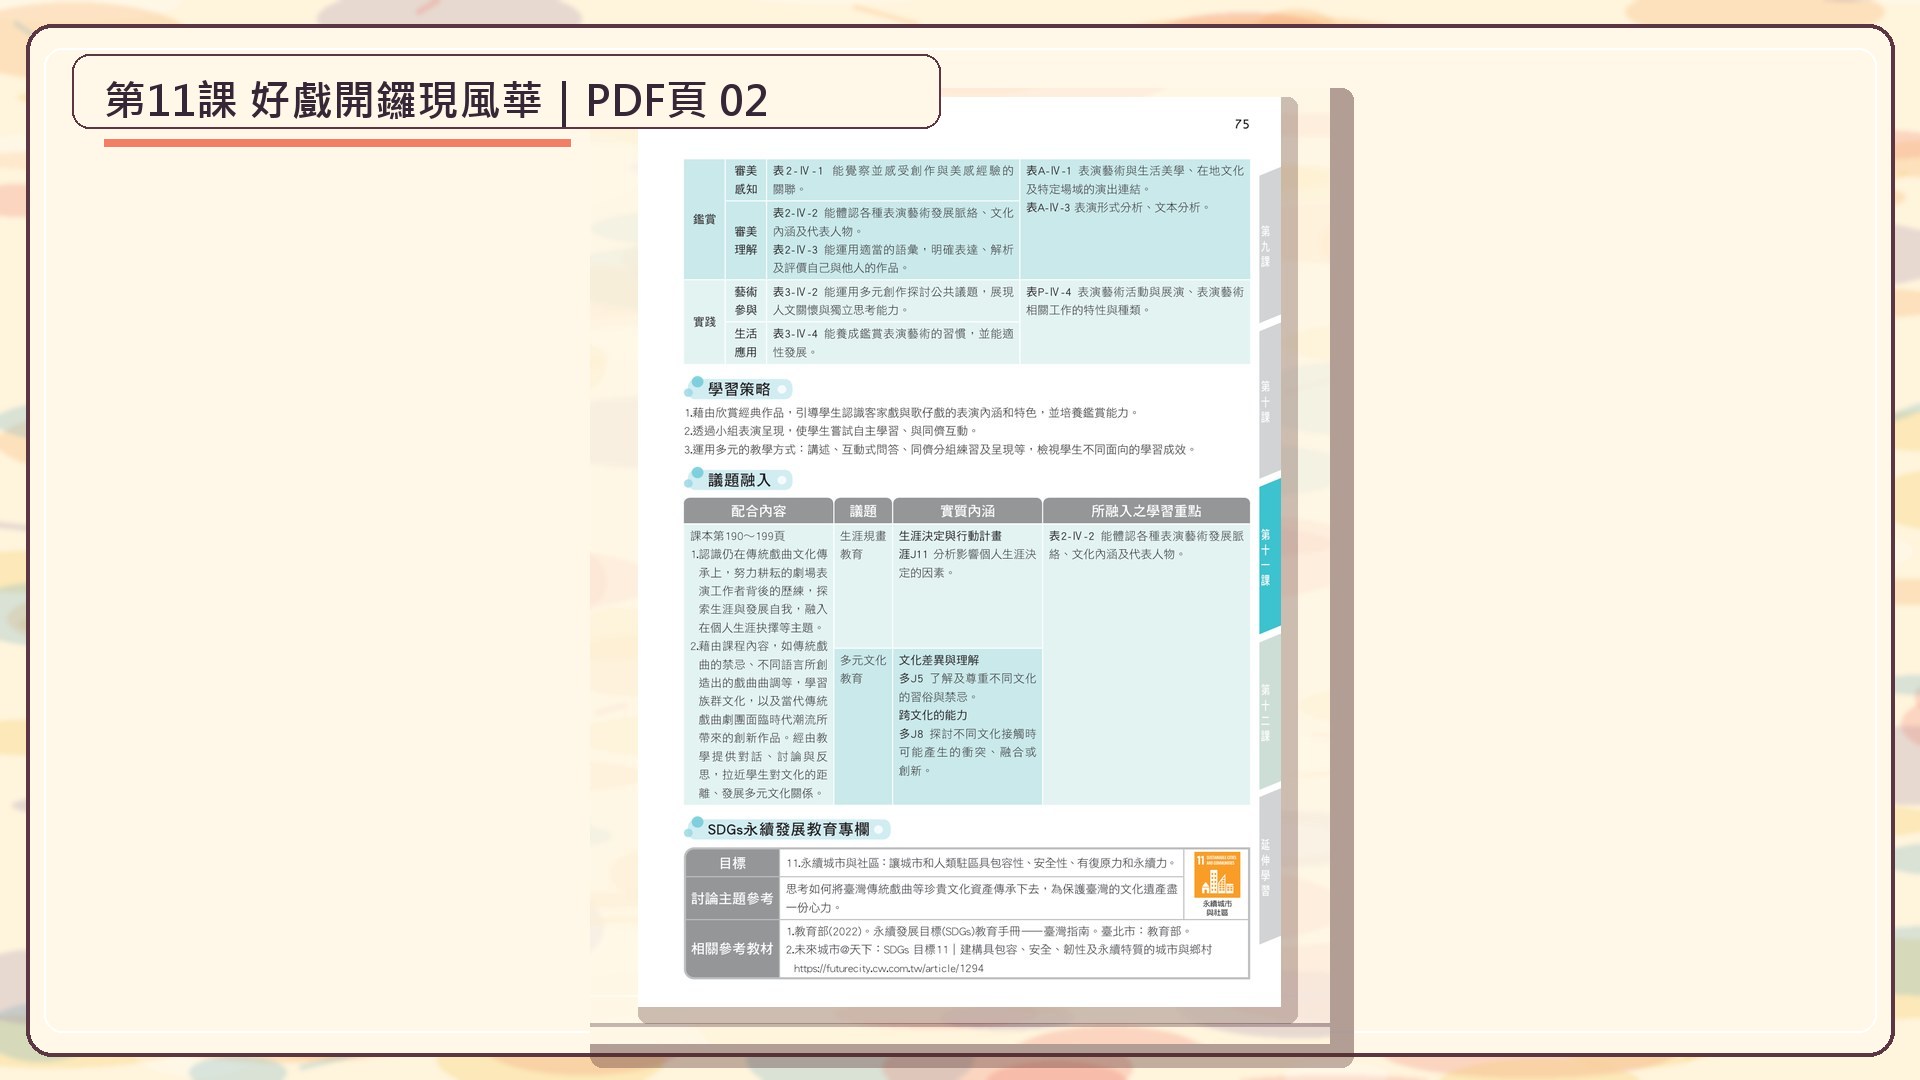 第11課 好戲開鑼現風華 | PDF頁 02
75
鑑賞
審美
感知
表2-Ⅳ-1 能覺察並感受創作與美感經驗的
關聯。
表A-Ⅳ-1 表演藝術與生活美學、在地文化
及特定場域的演出連結。
表A-Ⅳ-3 表演形式分析、文本分析。
審美
理解
表2-Ⅳ-2 能體認各種表演藝術發展脈絡、文化
內涵及代表人物。
表2-Ⅳ-3 能運用適當的語彙，明確表達、解析
及評價自己與他人的作品。
實踐
藝術
參與
表3-Ⅳ-2 能運用多元創作探討公共議題，展現
人文關懷與獨立思考能力。
表P-Ⅳ-4 表演藝術活動與展演、表演藝術
相關工作的特性與種類。
生活
應用
表3-Ⅳ-4 能養成鑑賞表演藝術的習慣，並能適
性發展。
學習策略
1.藉由欣賞經典作品，引導學生認識客家戲與歌仔戲的表演內涵和特色，並培養鑑賞能力。
2.透過小組表演呈現，使學生嘗試自主學習、與同儕互動。
3.運用多元的教學方式：講述、互動式問答、同儕分組練習及呈現等，檢視學生不同面向的學習成效。
議題融入
配合內容
議題
實質內涵
所融入之學習重點
課本第190～199頁
1.認識仍在傳統戲曲文化傳
承上，努力耕耘的劇場表
演工作者背後的歷練，探
索生涯與發展自我，融入
在個人生涯抉擇等主題。
2.藉由課程內容，如傳統戲
曲的禁忌、不同語言所創
造出的戲曲曲調等，學習
族群文化，以及當代傳統
戲曲劇團面臨時代潮流所
帶來的創新作品。經由教
學提供對話、討論與反
思，拉近學生對文化的距
離、發展多元文化關係。
生涯規畫
教育
生涯決定與行動計畫
涯J11 分析影響個人生涯決
定的因素。
表2-Ⅳ-2 能體認各種表演藝術發展脈
絡、文化內涵及代表人物。
多元文化
教育
文化差異與理解
多J5 了解及尊重不同文化
的習俗與禁忌。
跨文化的能力
多J8 探討不同文化接觸時
可能產生的衝突、融合或
創新。
SDGs永續發展教育專欄
目標
11.永續城市與社區：讓城市和人類駐區具包容性、安全性、有復原力和永續力。
討論主題參考
思考如何將臺灣傳統戲曲等珍貴文化資產傳承下去，為保護臺灣的文化遺產盡
一份心力。
11 SUSTAINABLE CITIES
AND COMMUNITIES
永續城市
與社區
相關參考教材
1.教育部(2022)。永續發展目標(SDGs)教育手冊——臺灣指南。臺北市：教育部。
2.未來城市@天下：SDGs 目標11｜建構具包容、安全、韌性及永續特質的城市與鄉村
https://futurecity.cw.com.tw/article/1294
第九課
第十課
第十一課
第十二課
延伸學習